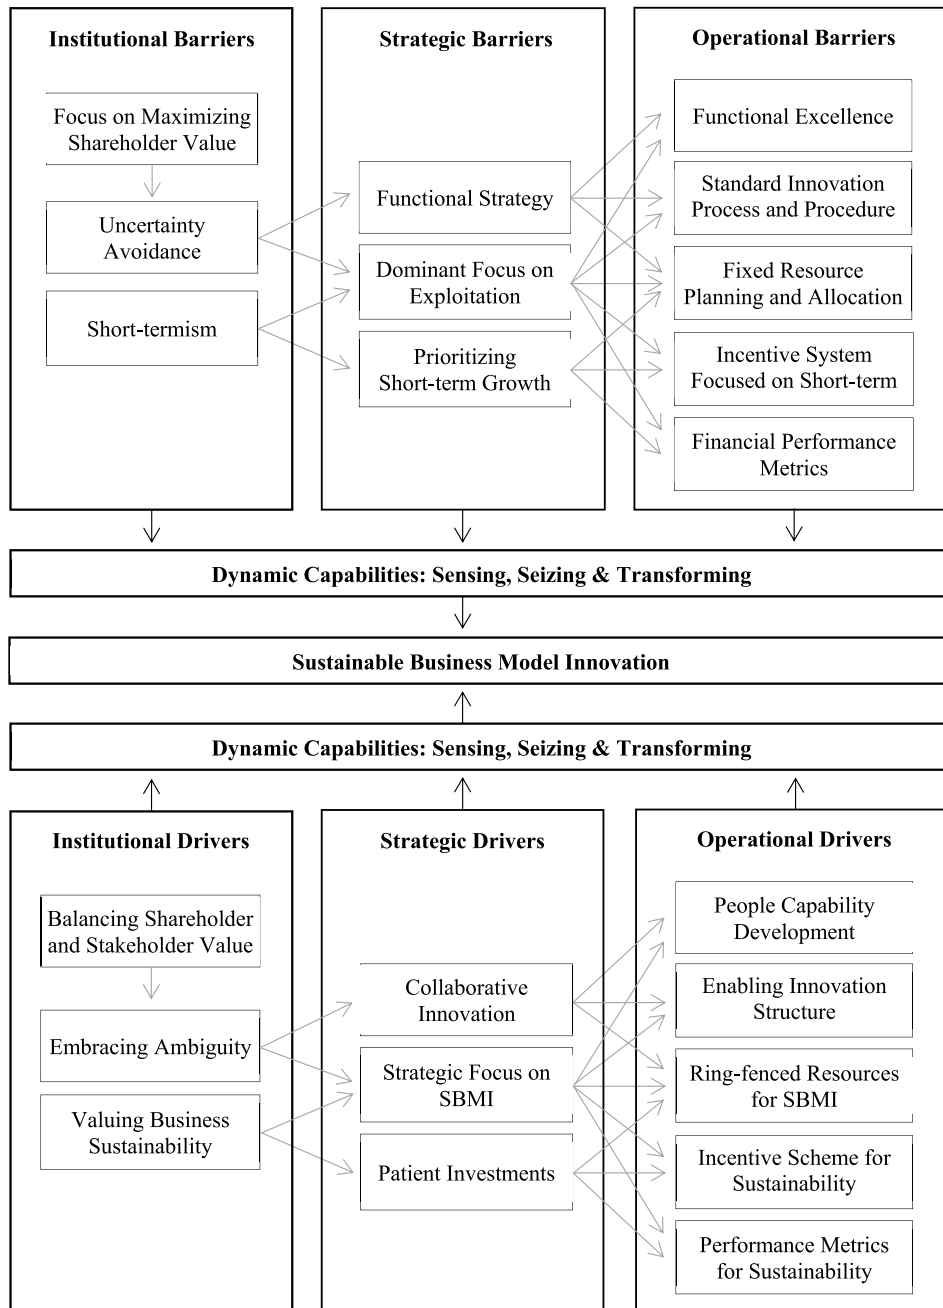 Institutional Barriers
Focus on Maximizing
Shareholder Value
Uncertainty
Avoidance
Short-termism
Strategic Barriers
Functional Strategy
Dominant Focus on
Exploitation
Prioritizing
Short-term Growth
Operational Barriers
Functional Excellence
Standard Innovation
Process and Procedure
Fixed Resource
Planning and Allocation
Incentive System
Focused on Short-term
Financial Performance
Metrics
Dynamic Capabilities: Sensing, Seizing & Transforming
Sustainable Business Model Innovation
Dynamic Capabilities: Sensing, Seizing & Transforming
Institutional Drivers
Balancing Shareholder
and Stakeholder Value
Embracing Ambiguity
Valuing Business
Sustainability
Strategic Drivers
Collaborative
Innovation
Strategic Focus on
SBMI
Patient Investments
Operational Drivers
People Capability
Development
Enabling Innovation
Structure
Ring-fenced Resources
for SBMI
Incentive Scheme for
Sustainability
Performance Metrics
for Sustainability